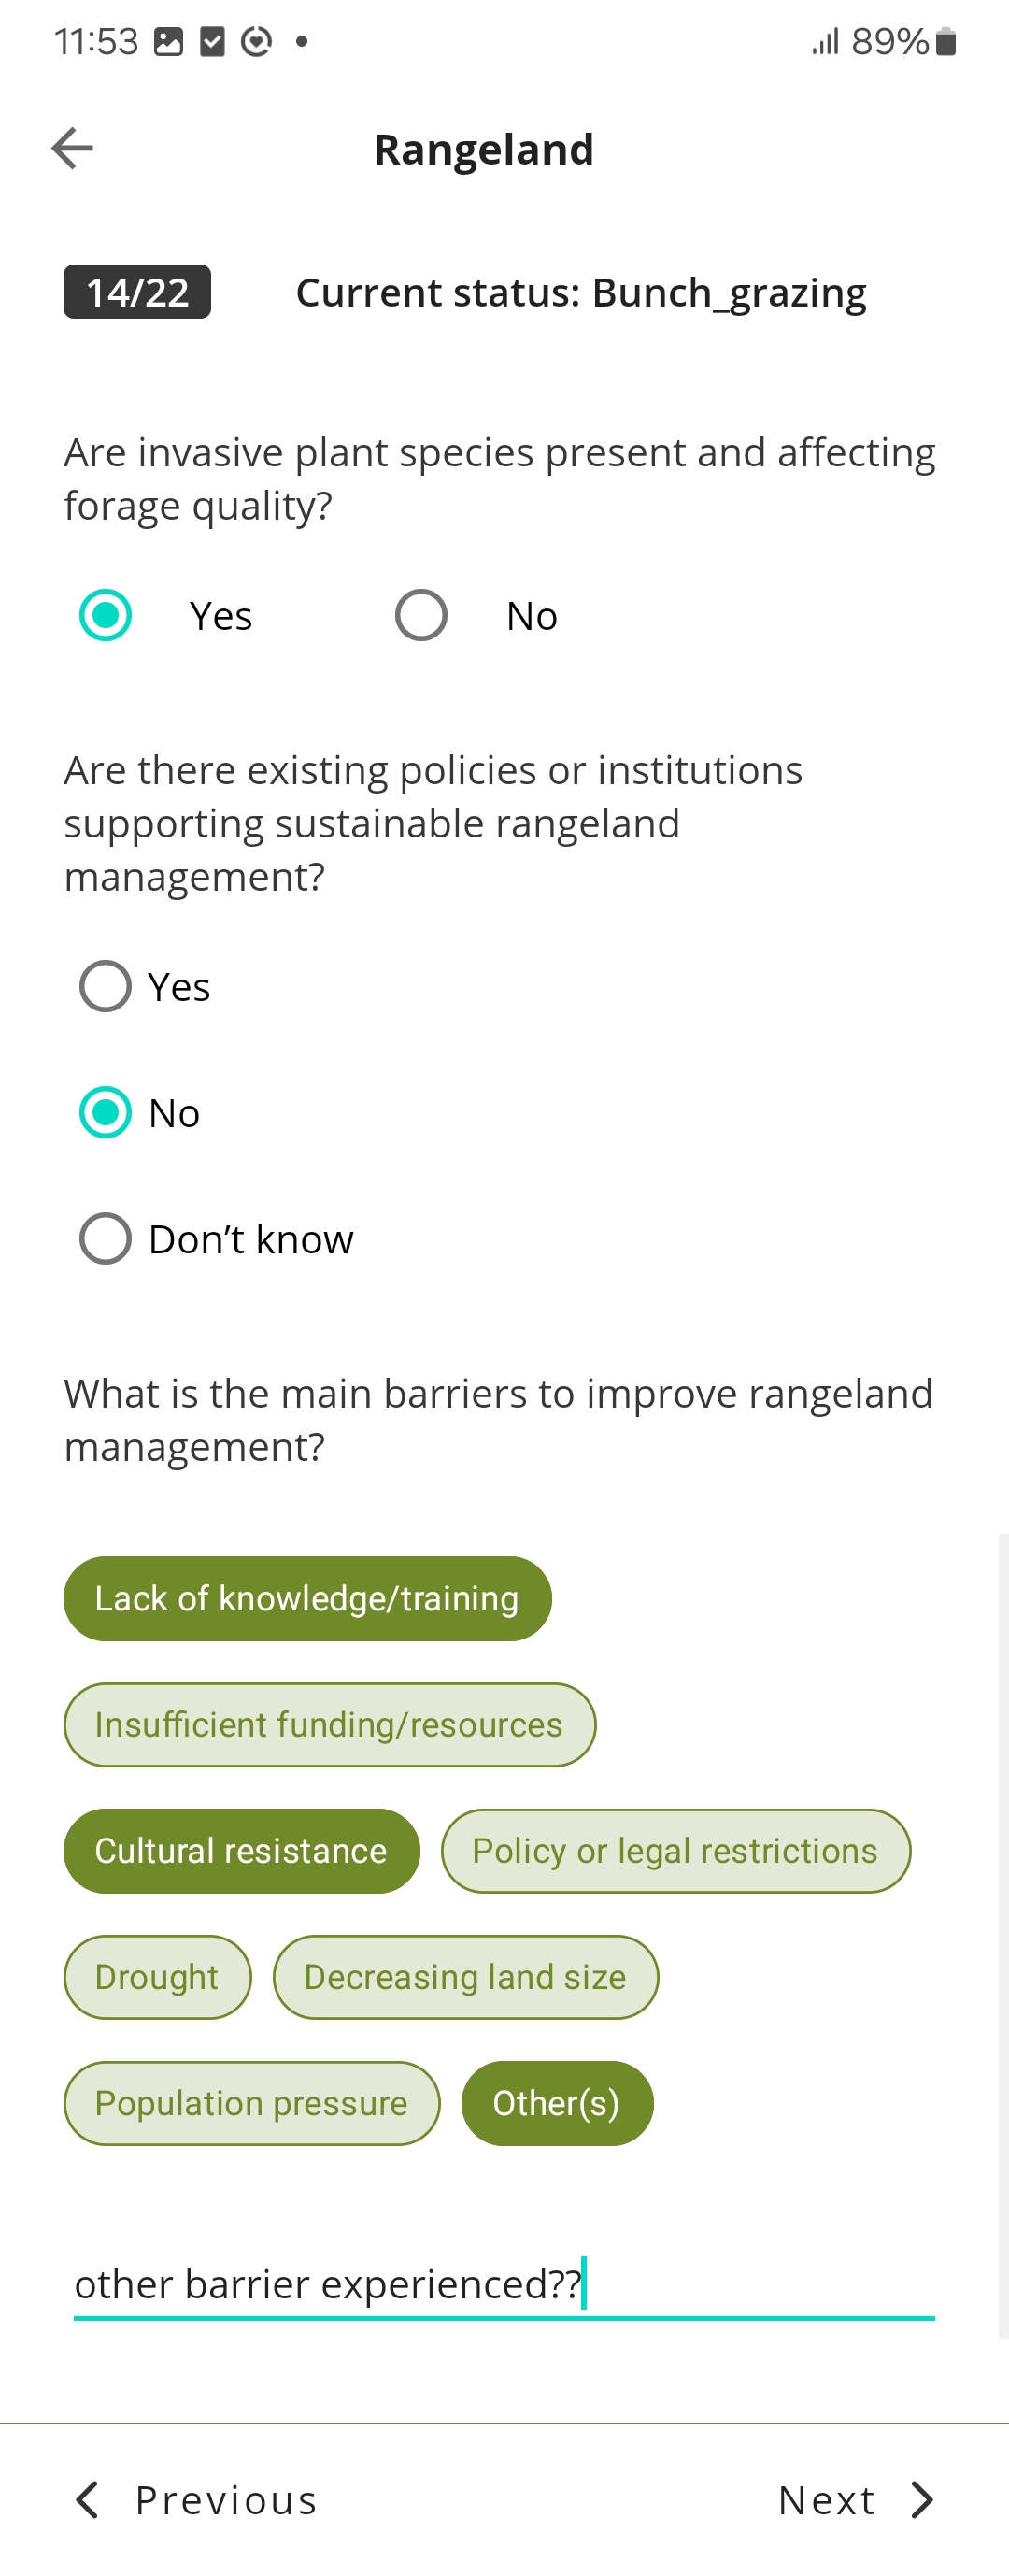 11:53
89%
Rangeland
14/22
Current status: Bunch_grazing
Are invasive plant species present and affecting
forage quality?
Yes
No
Are there existing policies or institutions
supporting sustainable rangeland
management?
Yes
No
Don’t know
What is the main barriers to improve rangeland
management?
Lack of knowledge/training
Insufficient funding/resources
Cultural resistance
Policy or legal restrictions
Drought
Decreasing land size
Population pressure
Other(s)
other barrier experienced??
Previous
Next